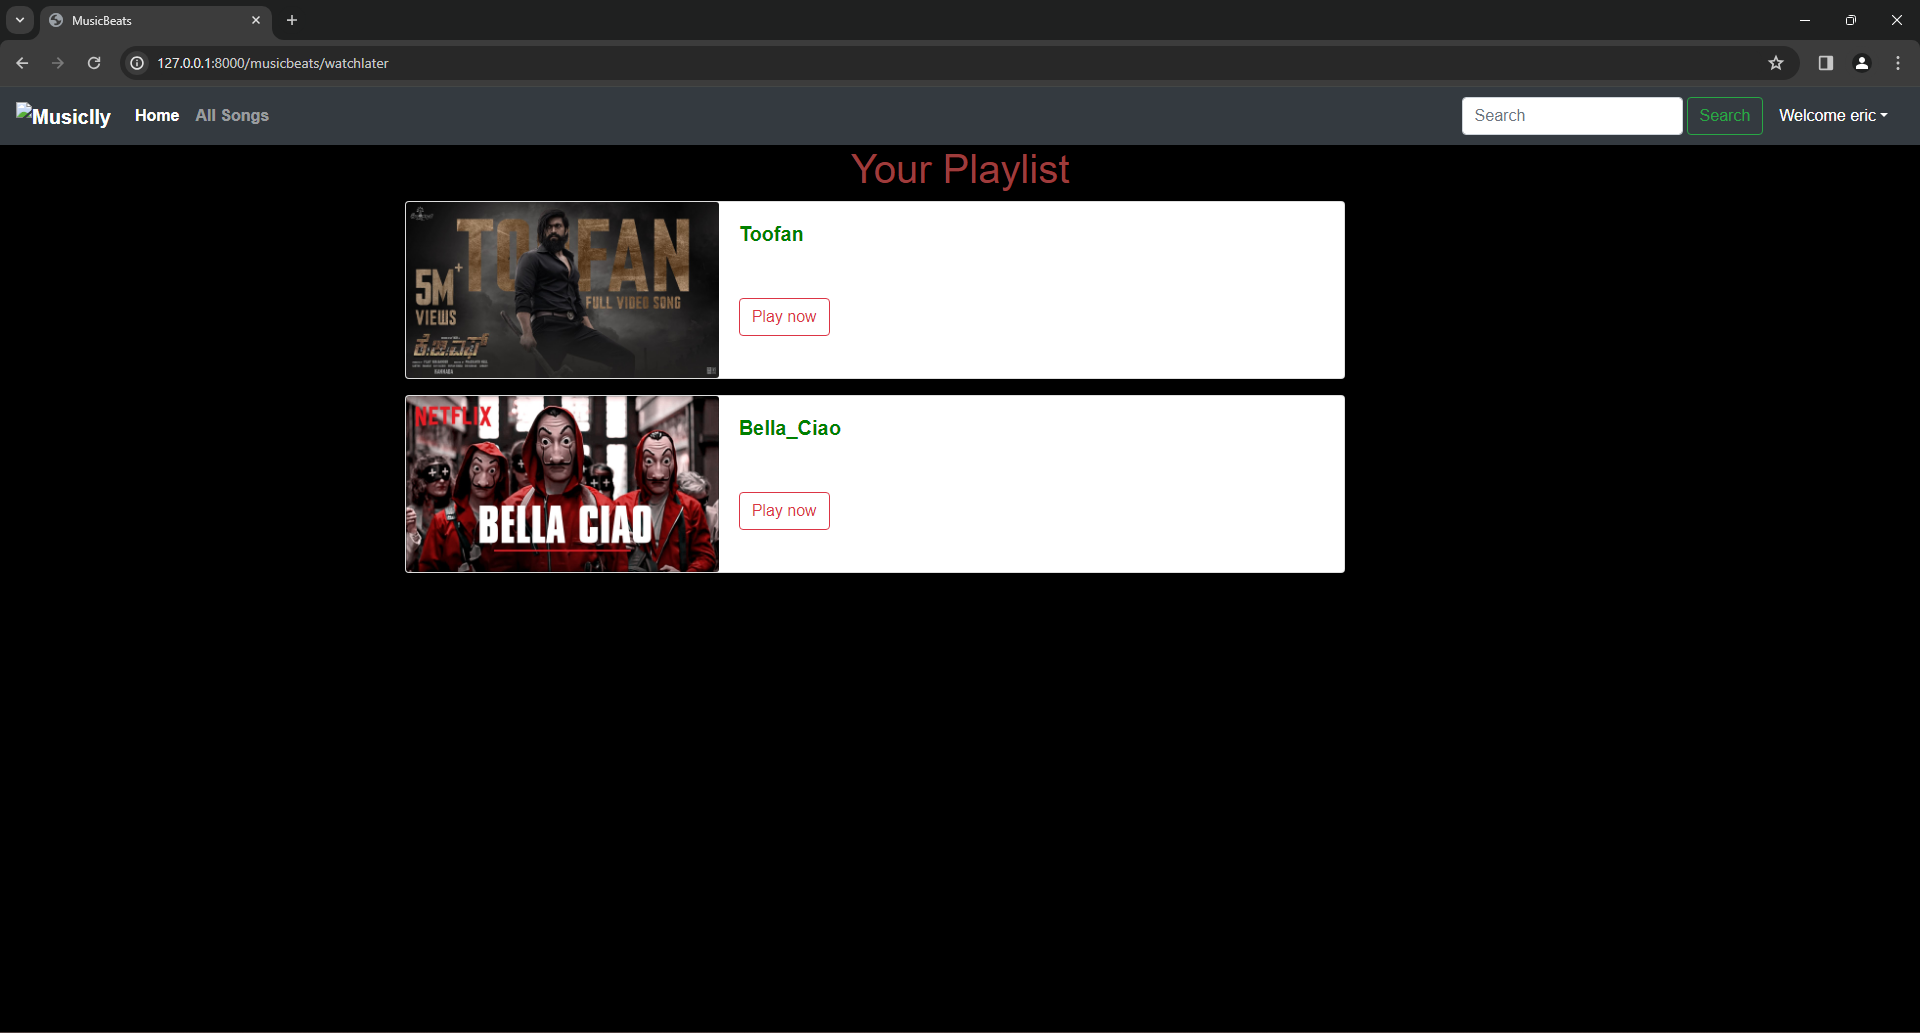 MusicBeats
127.0.0.1:8000/musicbeats/watchlater
Musiclly
Home
All Songs
Search
Search
Welcome eric
Your Playlist
TOOFAN
5M+
VIEWS
FULL VIDEO SONG
ಕೆ.ಜಿ.ಎಫ್
KANNADA
Toofan
Play now
NETFLIX
BELLA CIAO
Bella_Ciao
Play now